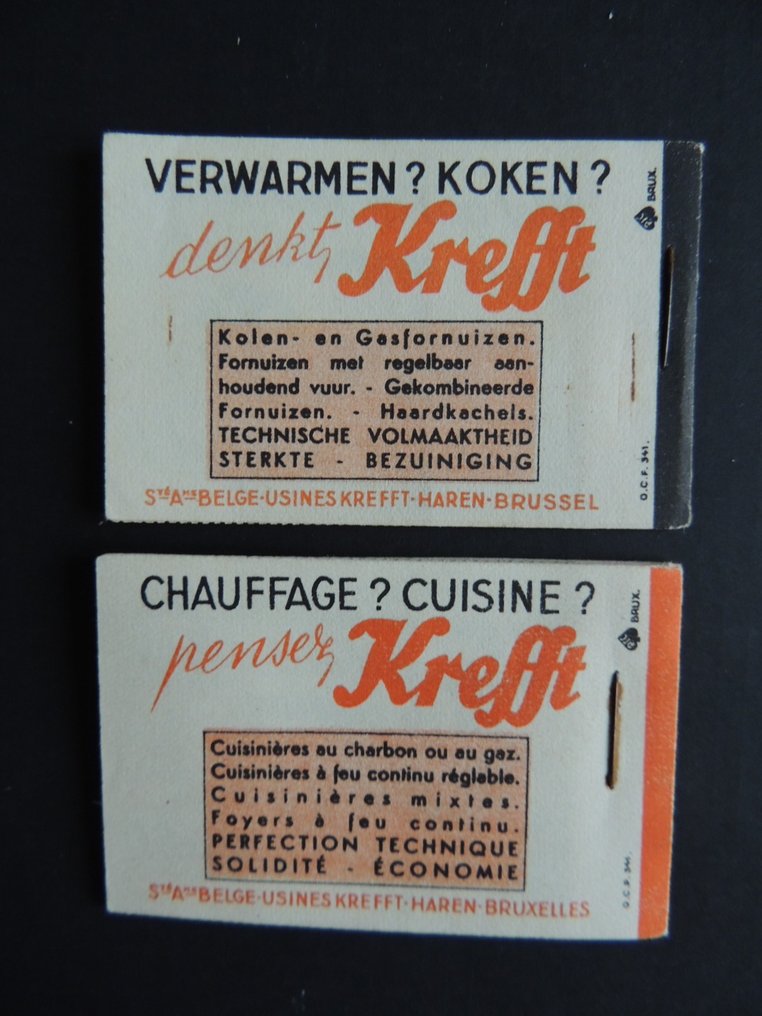 VERWARMEN ? KOKEN ?
denkt, Krefft
Kolen- en Gasfornuizen.
Fornuizen met regelbaar aan-
houdend vuur. - Gekombineerde
Fornuizen. - Haardkachels.
TECHNISCHE VOLMAAKTHEID
STERKTE - BEZUINIGING
STÉ AME BELGE·USINES KREFFT·HAREN-BRUSSEL
BRUX.
O.C.F. 341.
CHAUFFAGE ? CUISINE ?
pensez, Krefft
Cuisinières au charbon ou au gaz.
Cuisinières à feu continu réglable.
Cuisinières mixtes.
Foyers à feu continu.
PERFECTION TECHNIQUE
SOLIDITÉ - ÉCONOMIE
STÉ AME BELGE·USINES KREFFT·HAREN-BRUXELLES
BRUX.
O.C.P. 341.